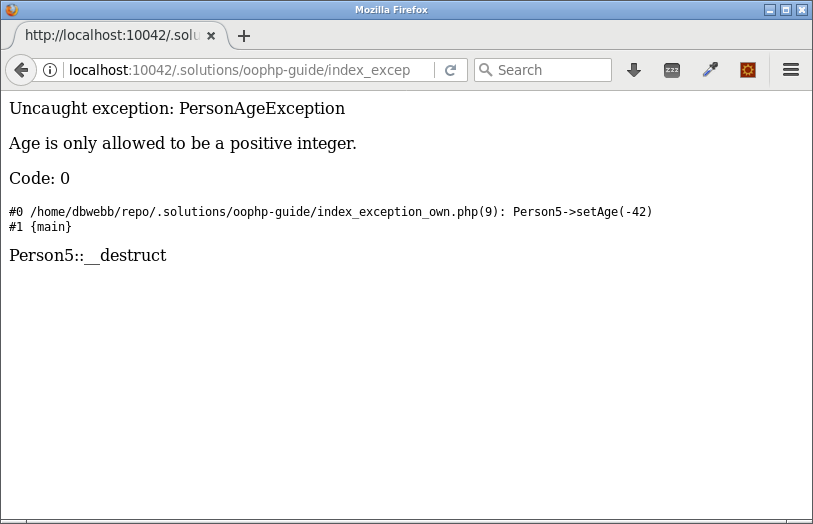 Mozilla Firefox
http://localhost:10042/.solu
localhost:10042/.solutions/oophp-guide/index_excep
Search
zzz
Uncaught exception: PersonAgeException
Age is only allowed to be a positive integer.
Code: 0
#0 /home/dbwebb/repo/.solutions/oophp-guide/index_exception_own.php(9): Person5->setAge(-42)
#1 {main}
Person5::__destruct